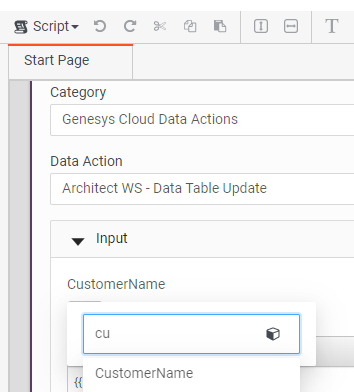 Script
T
Start Page
Category
Genesys Cloud Data Actions
Data Action
Architect WS - Data Table Update
Input
CustomerName
cu
CustomerName
{{